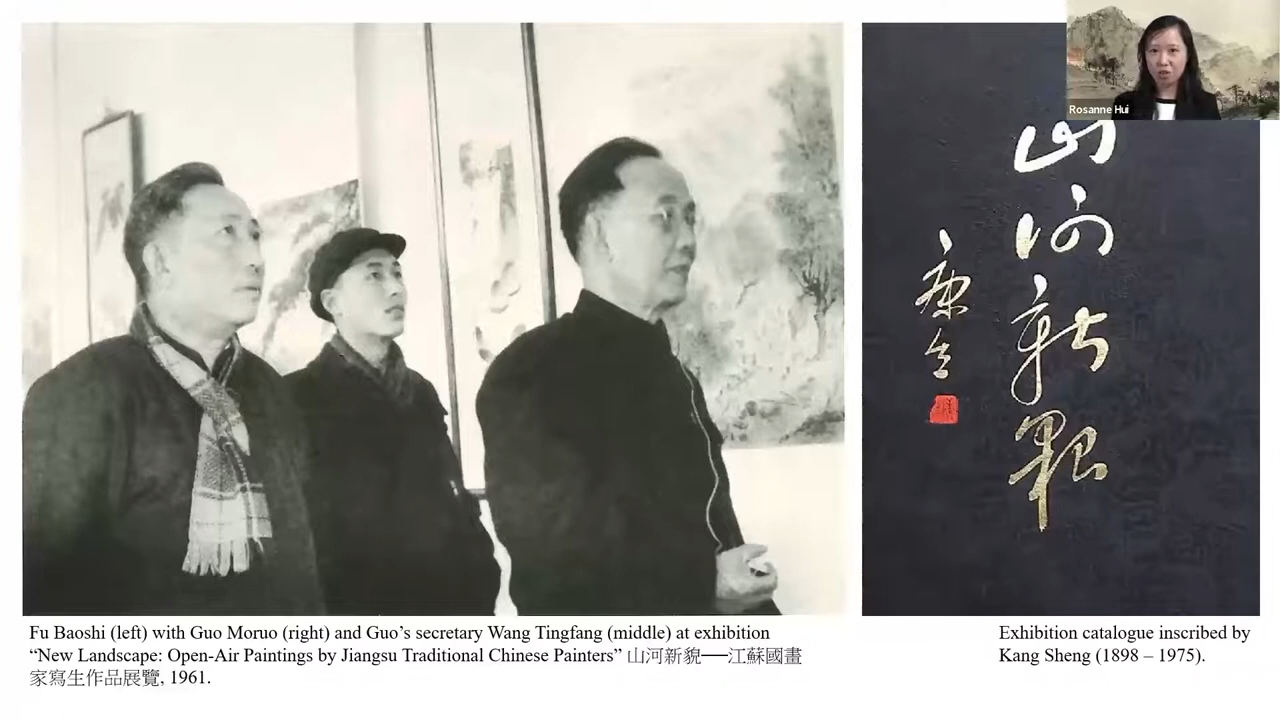 Rosanne Hui
山河新貌
康生
Fu Baoshi (left) with Guo Moruo (right) and Guo’s secretary Wang Tingfang (middle) at exhibition
“New Landscape: Open-Air Paintings by Jiangsu Traditional Chinese Painters” 山河新貌──江蘇國畫
家寫生作品展覽, 1961.
Exhibition catalogue inscribed by
Kang Sheng (1898 – 1975).